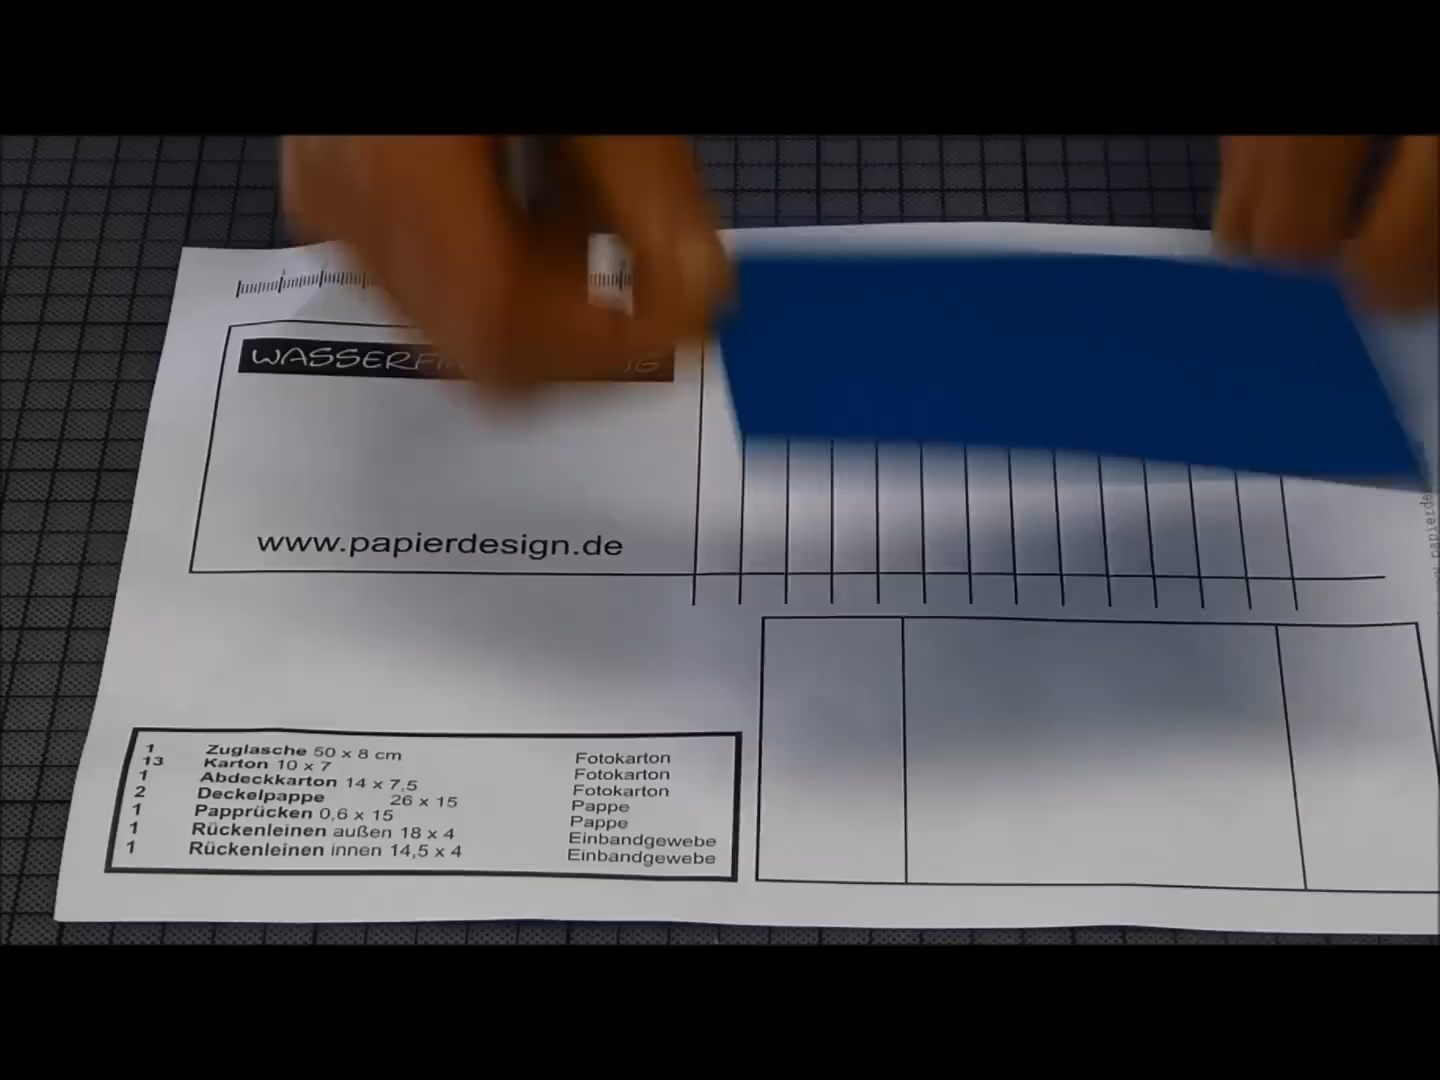 www.papierdesign.de
1 Zuglasche 50 x 8 cm Fotokarton
13 Karton 10 x 7 Fotokarton
1 Abdeckkarton 14 x 7,5 Fotokarton
2 Deckelpappe 26 x 15 Pappe
1 Papprücken 0,6 x 15 Pappe
1 Rückenleinen außen 18 x 4 Einbandgewebe
1 Rückenleinen innen 14,5 x 4 Einbandgewebe